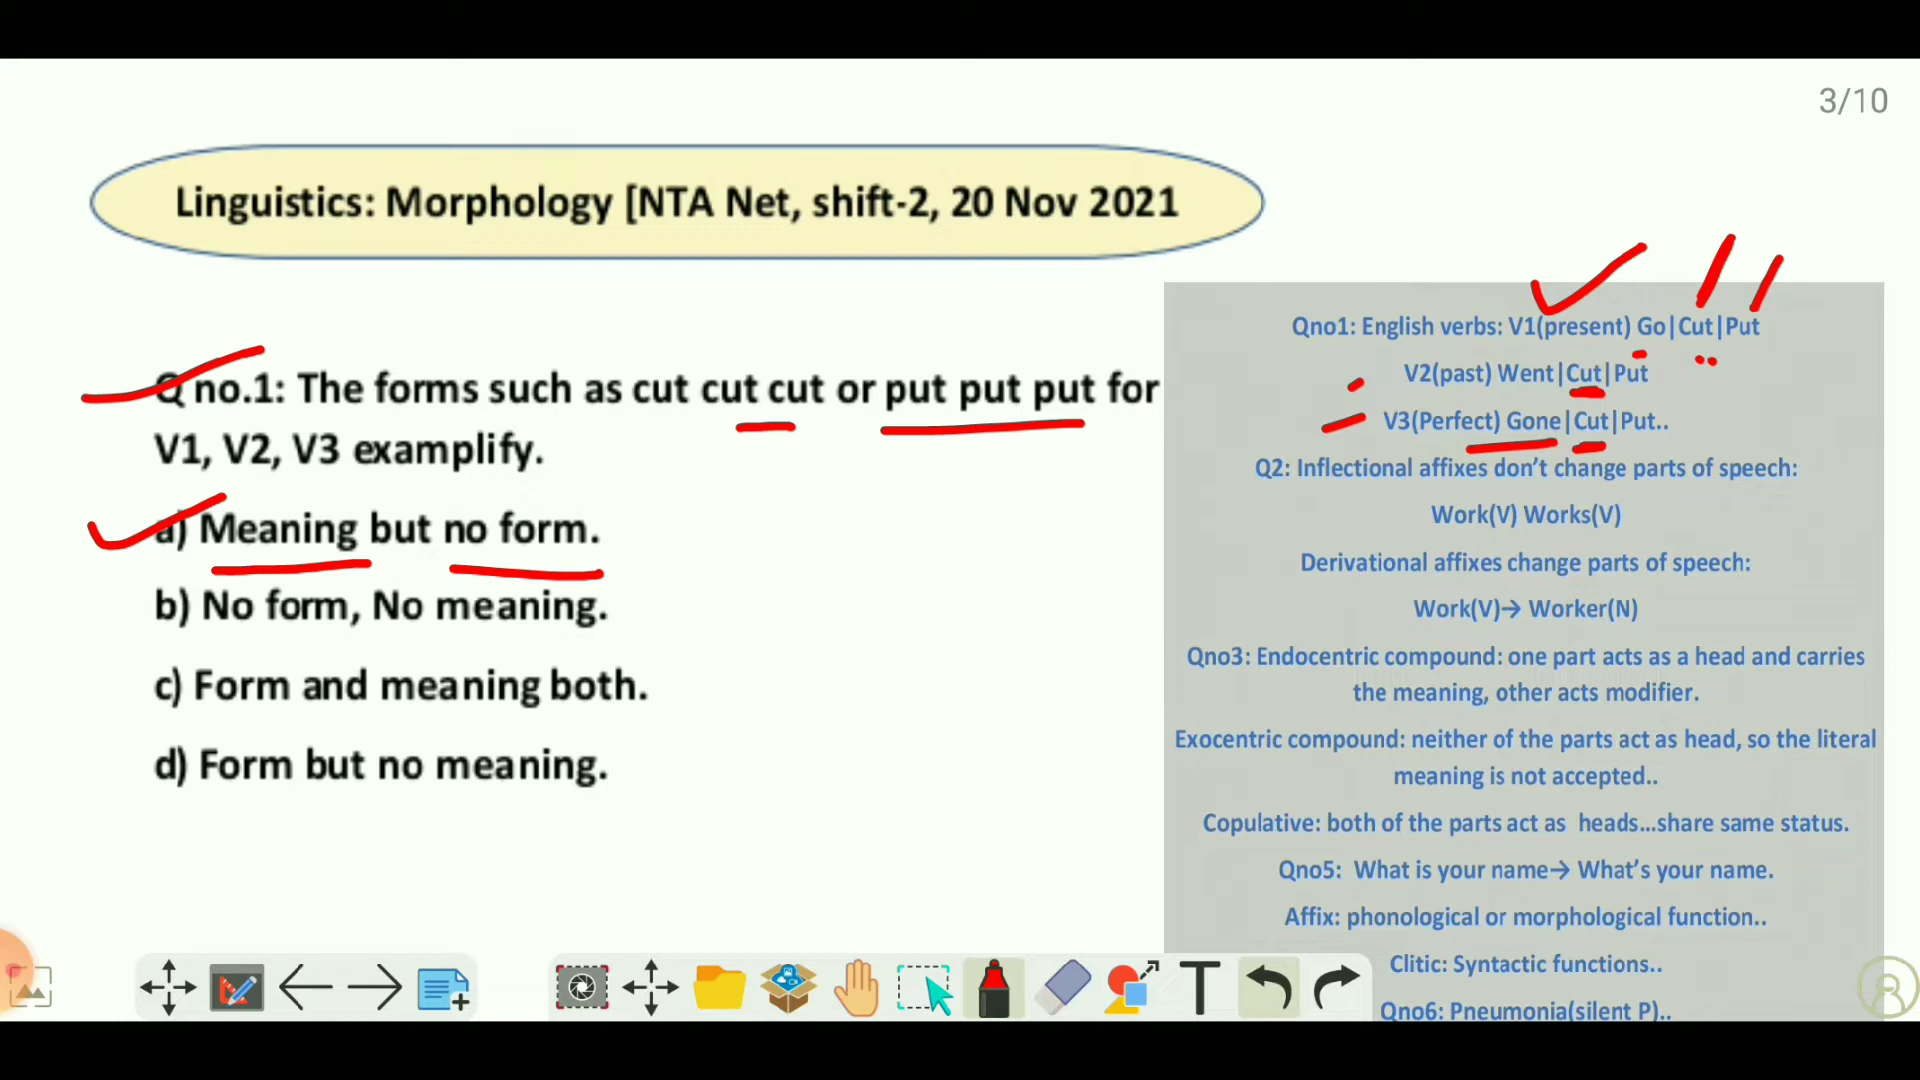 3/10
Linguistics: Morphology [NTA Net, shift-2, 20 Nov 2021
Q no.1: The forms such as cut cut cut or put put put for
V1, V2, V3 examplify.
a) Meaning but no form.
b) No form, No meaning.
c) Form and meaning both.
d) Form but no meaning.
Qno1: English verbs: V1(present) Go|Cut|Put
V2(past) Went|Cut|Put
V3(Perfect) Gone|Cut|Put..
Q2: Inflectional affixes don't change parts of speech:
Work(V) Works(V)
Derivational affixes change parts of speech:
Work(V)→ Worker(N)
Qno3: Endocentric compound: one part acts as a head and carries
the meaning, other acts modifier.
Exocentric compound: neither of the parts act as head, so the literal
meaning is not accepted..
Copulative: both of the parts act as heads...share same status.
Qno5: What is your name→ What's your name.
Affix: phonological or morphological function..
Clitic: Syntactic functions..
Qno6: Pneumonia(silent P)..